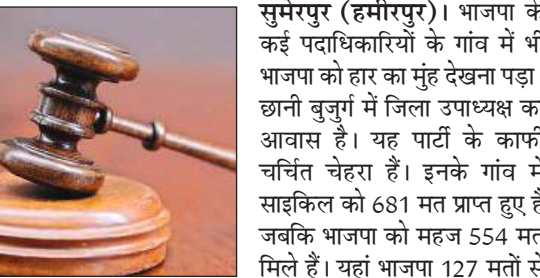 सुमेरपुर (हमीरपुर)। भाजपा के
कई पदाधिकारियों के गांव में भी
भाजपा को हार का मुंह देखना पड़ा
छानी बुजुर्ग में जिला उपाध्यक्ष क
आवास है। यह पार्टी के काफी
चर्चित चेहरा हैं। इनके गांव में
साइकिल को 681 मत प्राप्त हुए हैं
जबकि भाजपा को महज 554 मत
मिले हैं। यहां भाजपा 127 मतों से